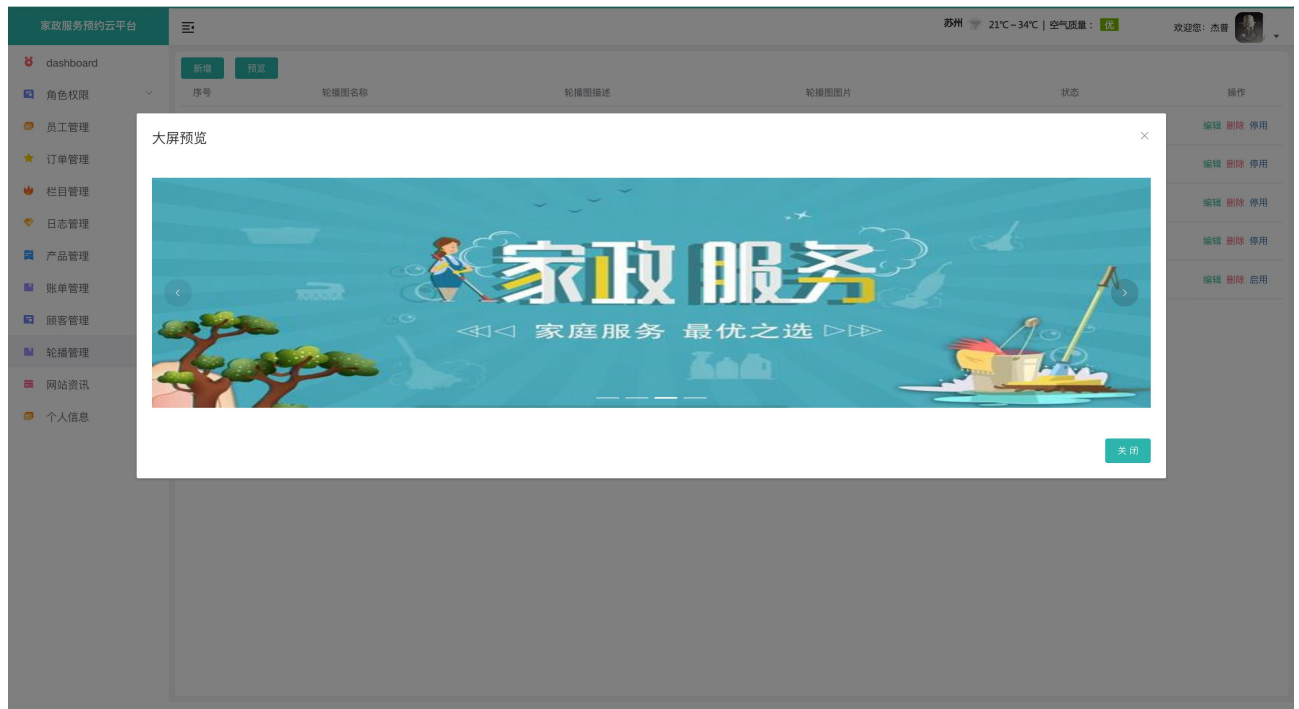 家政服务预约云平台
苏州 21℃~34℃ | 空气质量： 优
欢迎您：杰普
dashboard
角色权限
员工管理
订单管理
栏目管理
日志管理
产品管理
账单管理
顾客管理
轮播管理
网站资讯
个人信息
新增 预览
序号 轮播图名称 轮播图描述 轮播图图片 状态 操作
编辑 删除 停用
编辑 删除 停用
编辑 删除 停用
编辑 删除 停用
编辑 删除 启用
大屏预览
家政服务
家庭服务 最优之选
关闭